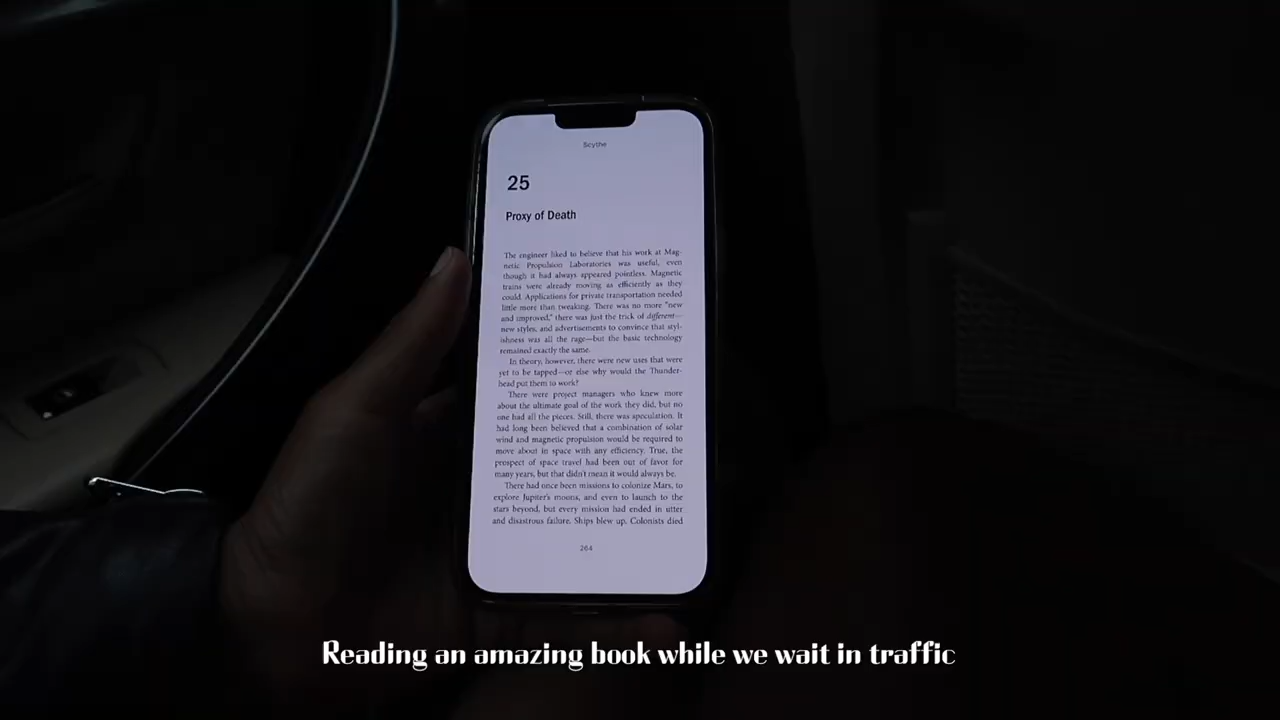 Scythe
25
Proxy of Death
The engineer liked to believe that his work at Mag-
netic Propulsion Laboratories was useful, even
though it had always appeared pointless. Magnetic
trains were already moving as efficiently as they
could. Applications for private transportation needed
little more than tweaking. There was no more "new
and improved," there was just the trick of different—
new styles, and advertisements to convince that styl-
ishness was all the rage—but the basic technology
remained exactly the same.
In theory, however, there were new uses that were
yet to be tapped—or else why would the Thunder-
head put them to work?
There were project managers who knew more
about the ultimate goal of the work they did, but no
one had all the pieces. Still, there was speculation. It
had long been believed that a combination of solar
wind and magnetic propulsion would be required to
move about in space with any efficiency. True, the
prospect of space travel had been out of favor for
many years, but that didn't mean it would always be.
There had once been missions to colonize Mars, to
explore Jupiter's moons, and even to launch to the
stars beyond, but every mission had ended in utter
and disastrous failure. Ships blew up. Colonists died
264
Reading an amazing book while we wait in traffic